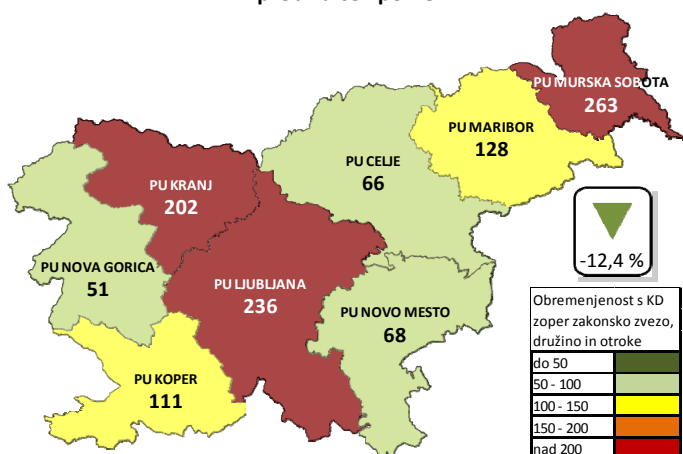 PU MURSKA SOBOTA
263
PU MARIBOR
128
PU CELJE
66
PU KRANJ
202
-12,4 %
PU NOVA GORICA
51
PU LJUBLJANA
236
PU NOVO MESTO
68
PU KOPER
111
Obremenjenost s KD
zoper zakonsko zvezo,
družino in otroke
do 50
50 - 100
100 - 150
150 - 200
nad 200